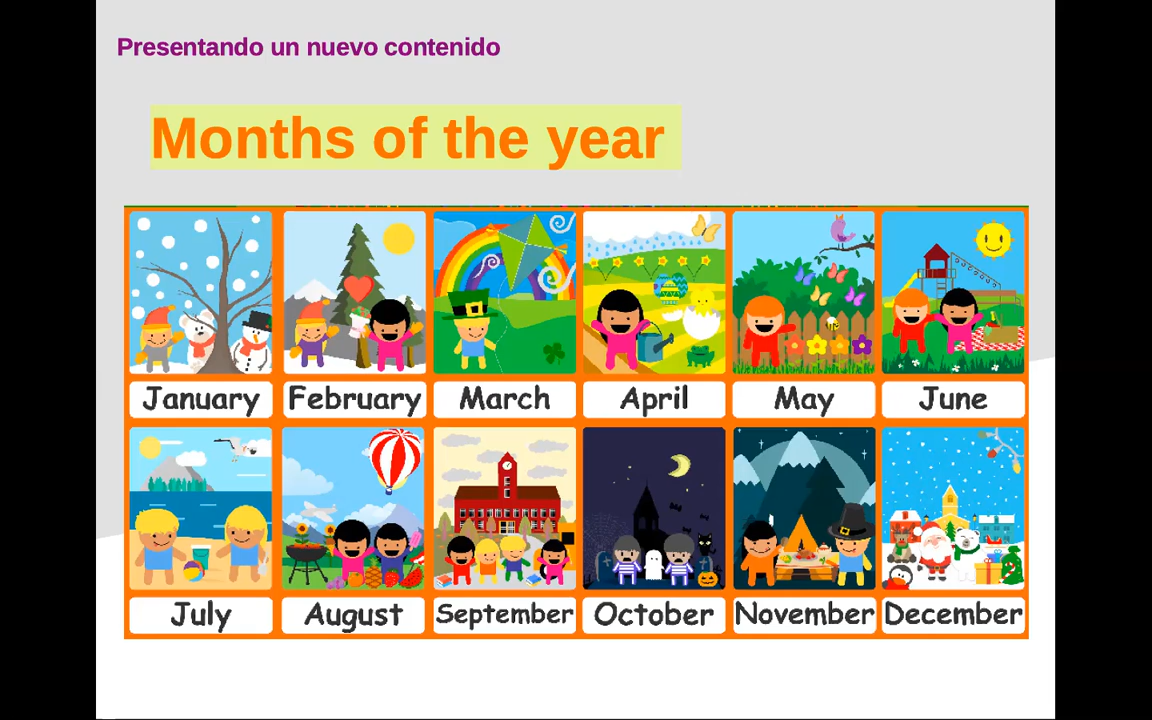 Presentando un nuevo contenido
Months of the year
January February March April May June
July August September October November December